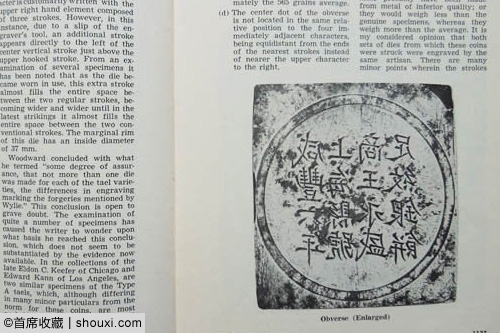 ter is customarily written with the
upper right hand element composed
of three strokes. However, in this
instance, due to a slip of the en-
graver's tool, an additional stroke
appears directly to the left of the
center vertical stroke just above the
upper hooked stroke. From an ex-
amination of several specimens it
has been noted that as the die be-
came worn in use, this extra stroke
almost fills the entire space be-
tween the two regular strokes, be-
coming wider and wider until in the
latest strikings it almost fills the
entire space between the two con-
ventional strokes. The marginal rim
of this die has an inside diameter
of 37 mm.
Woodward concluded with what
he termed "some degree of assur-
ance, that not more than one die
was made for each of the tael varie-
ties, the differences in engraving
marking the forgeries mentioned by
Wylie." This conclusion is open to
grave doubt. The examination of
quite a number of specimens has
caused the writer to wonder upon
what basis he reached this conclu-
sion, which does not seem to be
substantiated by the evidence now
available. In the collections of the
late Eldon C. Keefer of Chicago and
Edward Kann of Los Angeles, are
two similar specimens of the Type
A taels, which, although differing
in many minor particulars from the
norm for these coins, are most
mately the 565 grains average.
(d) The center dot of the obverse
is not located in the same rela-
tive position to the four im-
mediately adjacent characters,
being equidistant from the ends
of the nearest strokes instead
of nearer the upper character
to the right.
from metal of inferior quality; or
they would weigh less than the
genuine specimens, whereas they
weigh more than the average. It is
my considered opinion that both
sets of dies from which these coins
were struck were engraved by the
same artisan. There are many
minor points wherein the strokes
咸豐六年
上海縣號
商王永盛
足紋銀餅
Obverse (Enlarged)
©首席收藏 | shouxi.com